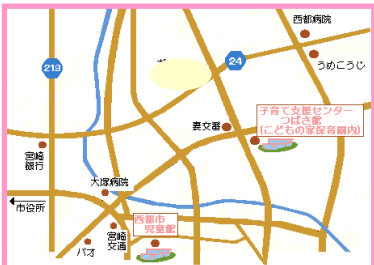 西都病院
うめこうじ
24
219
子育て支援センター
つばさ館
(こどもの家保育園内)
妻交番
宮崎
銀行
大塚病院
市役所
西都市
児童館
宮崎
交通
パオ